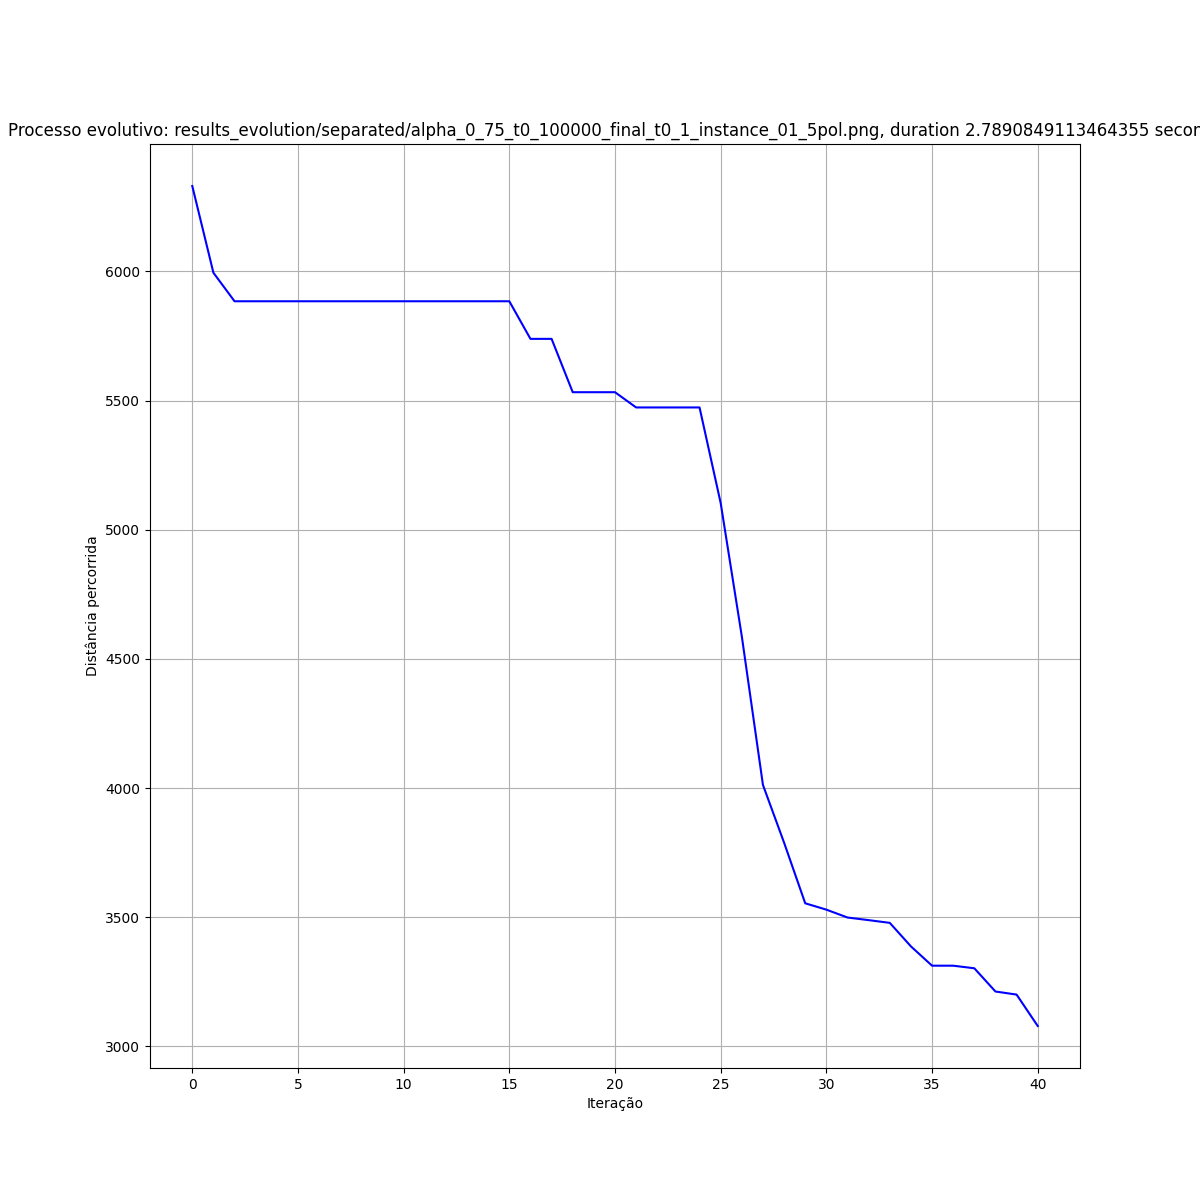 Processo evolutivo: results_evolution/separated/alpha_0_75_t0_100000_final_t0_1_instance_01_5pol.png, duration 2.7890849113464355 secon
6000
5500
5000
4500
4000
3500
3000
Distância percorrida
0 5 10 15 20 25 30 35 40
Iteração